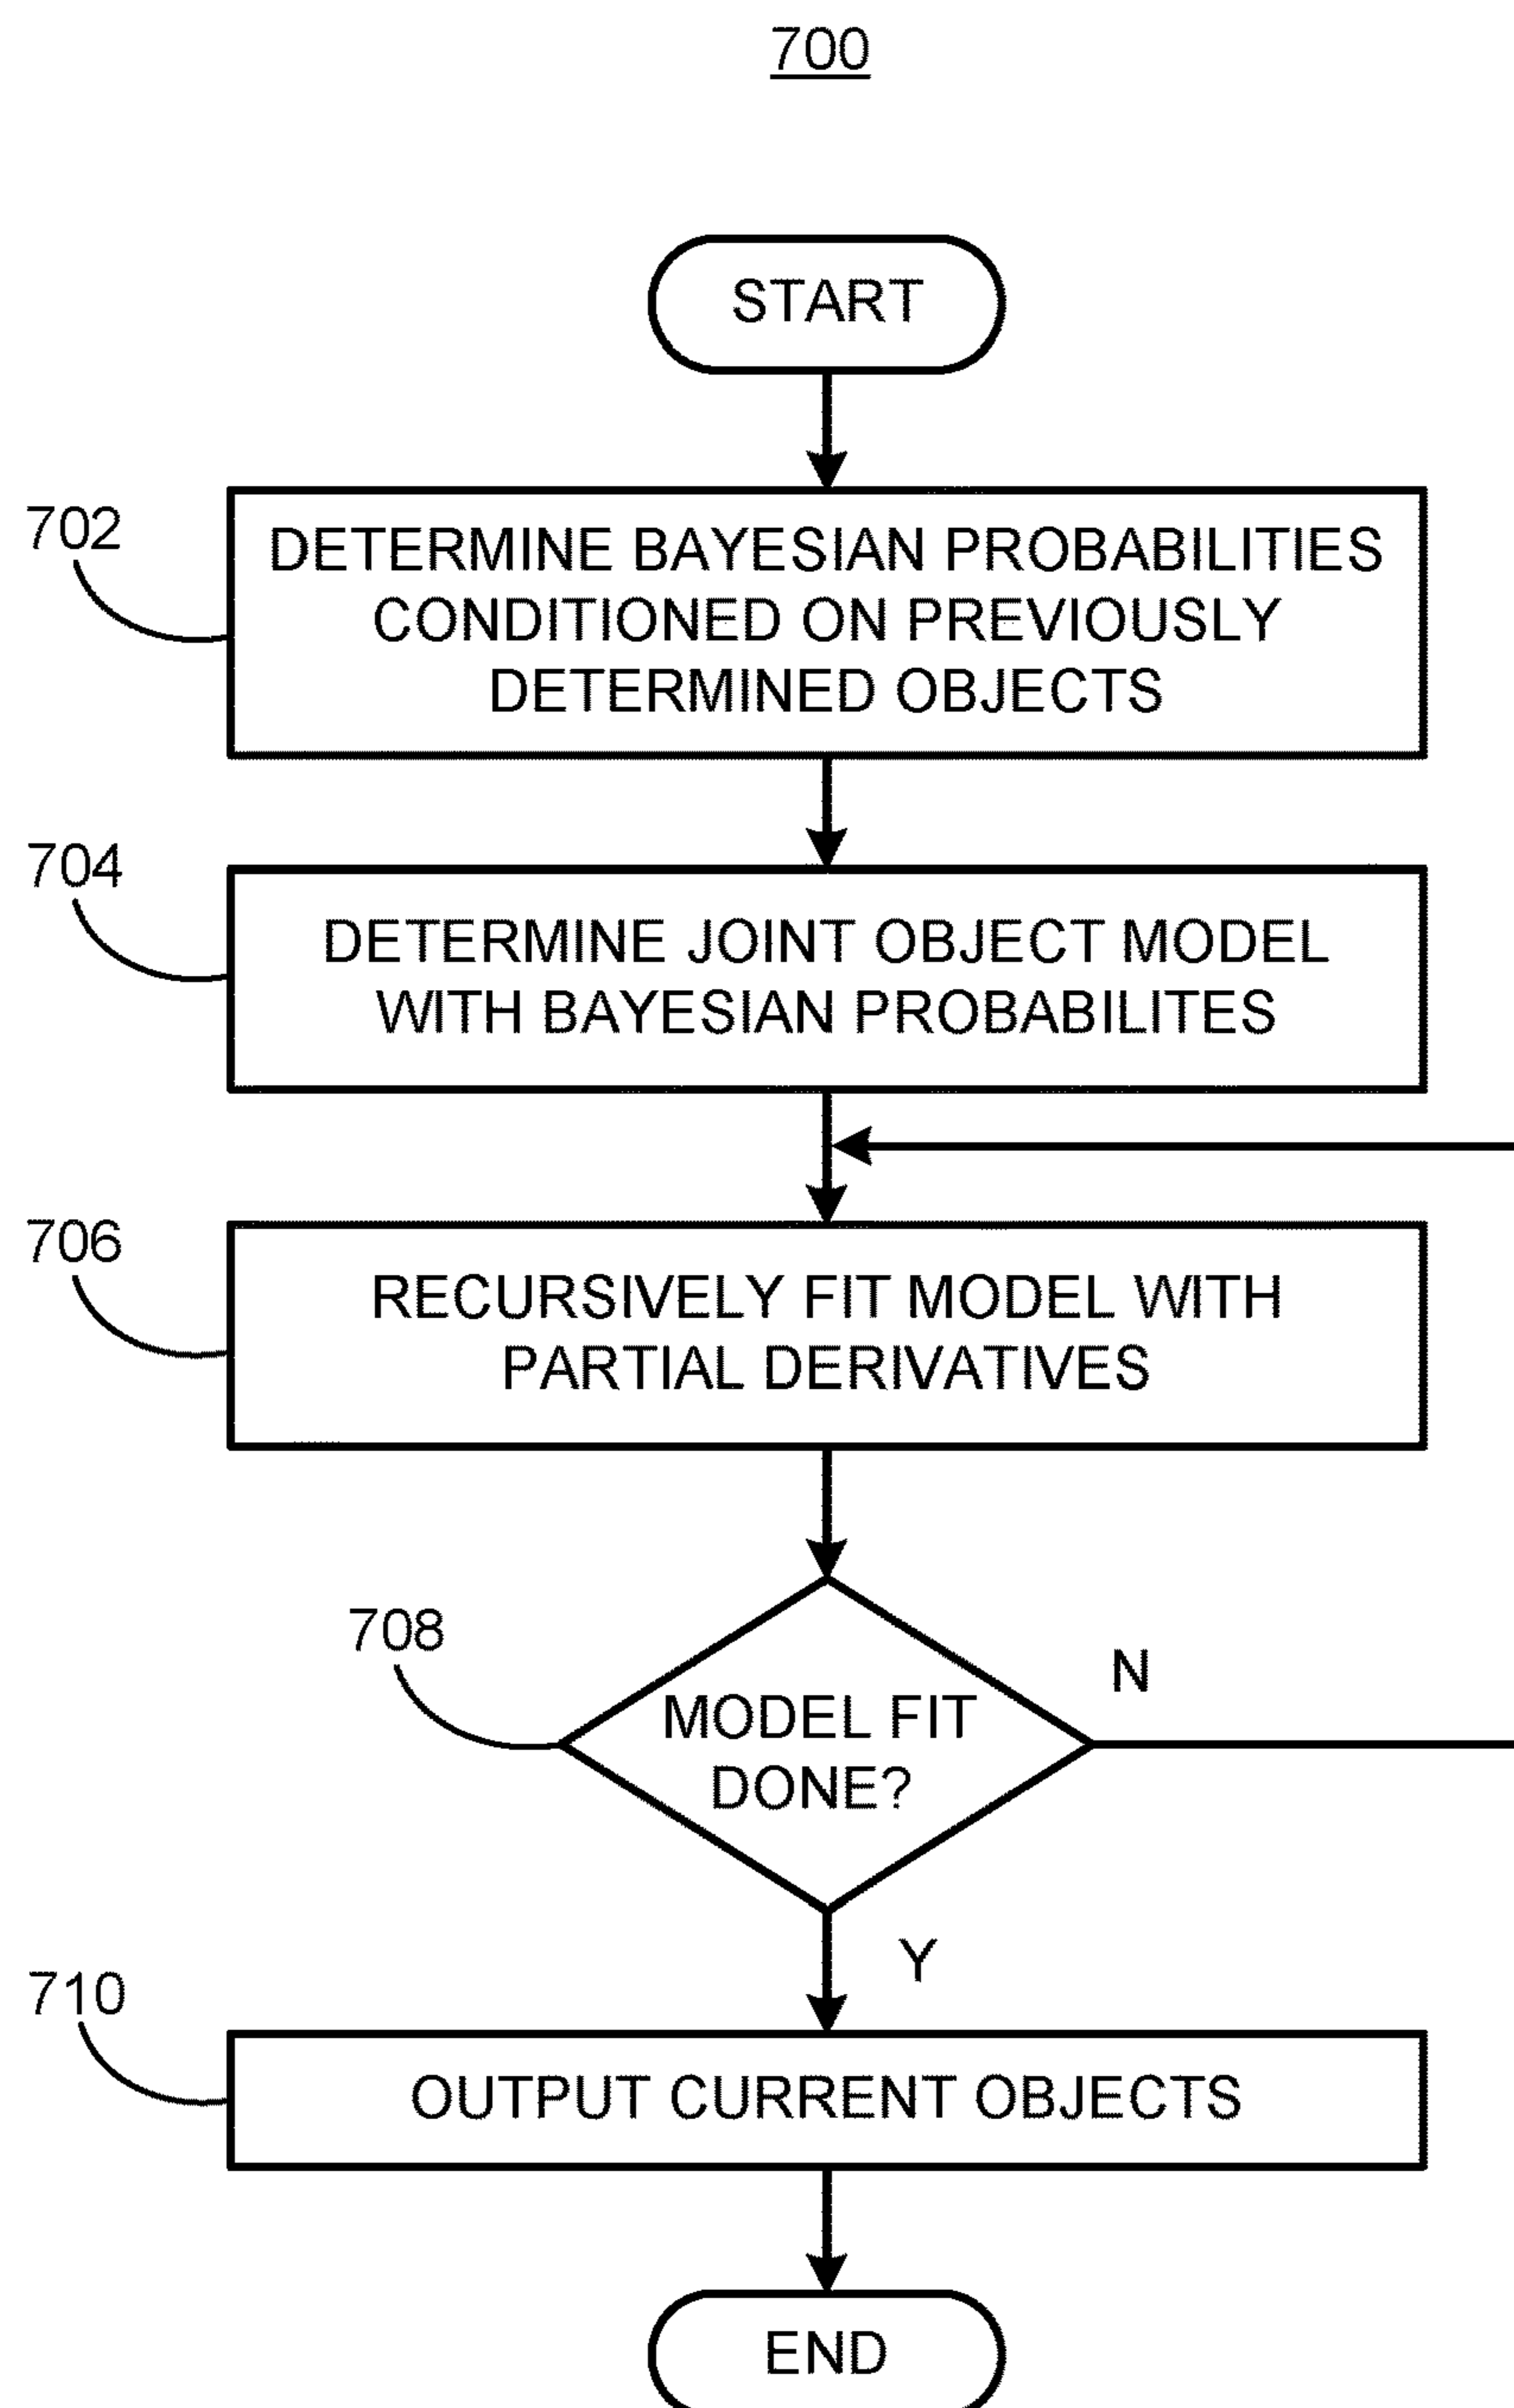 700
START
702
DETERMINE BAYESIAN PROBABILITIES
CONDITIONED ON PREVIOUSLY
DETERMINED OBJECTS
704
DETERMINE JOINT OBJECT MODEL
WITH BAYESIAN PROBABILITES
706
RECURSIVELY FIT MODEL WITH
PARTIAL DERIVATIVES
708
N
MODEL FIT
DONE?
Y
710
OUTPUT CURRENT OBJECTS
END